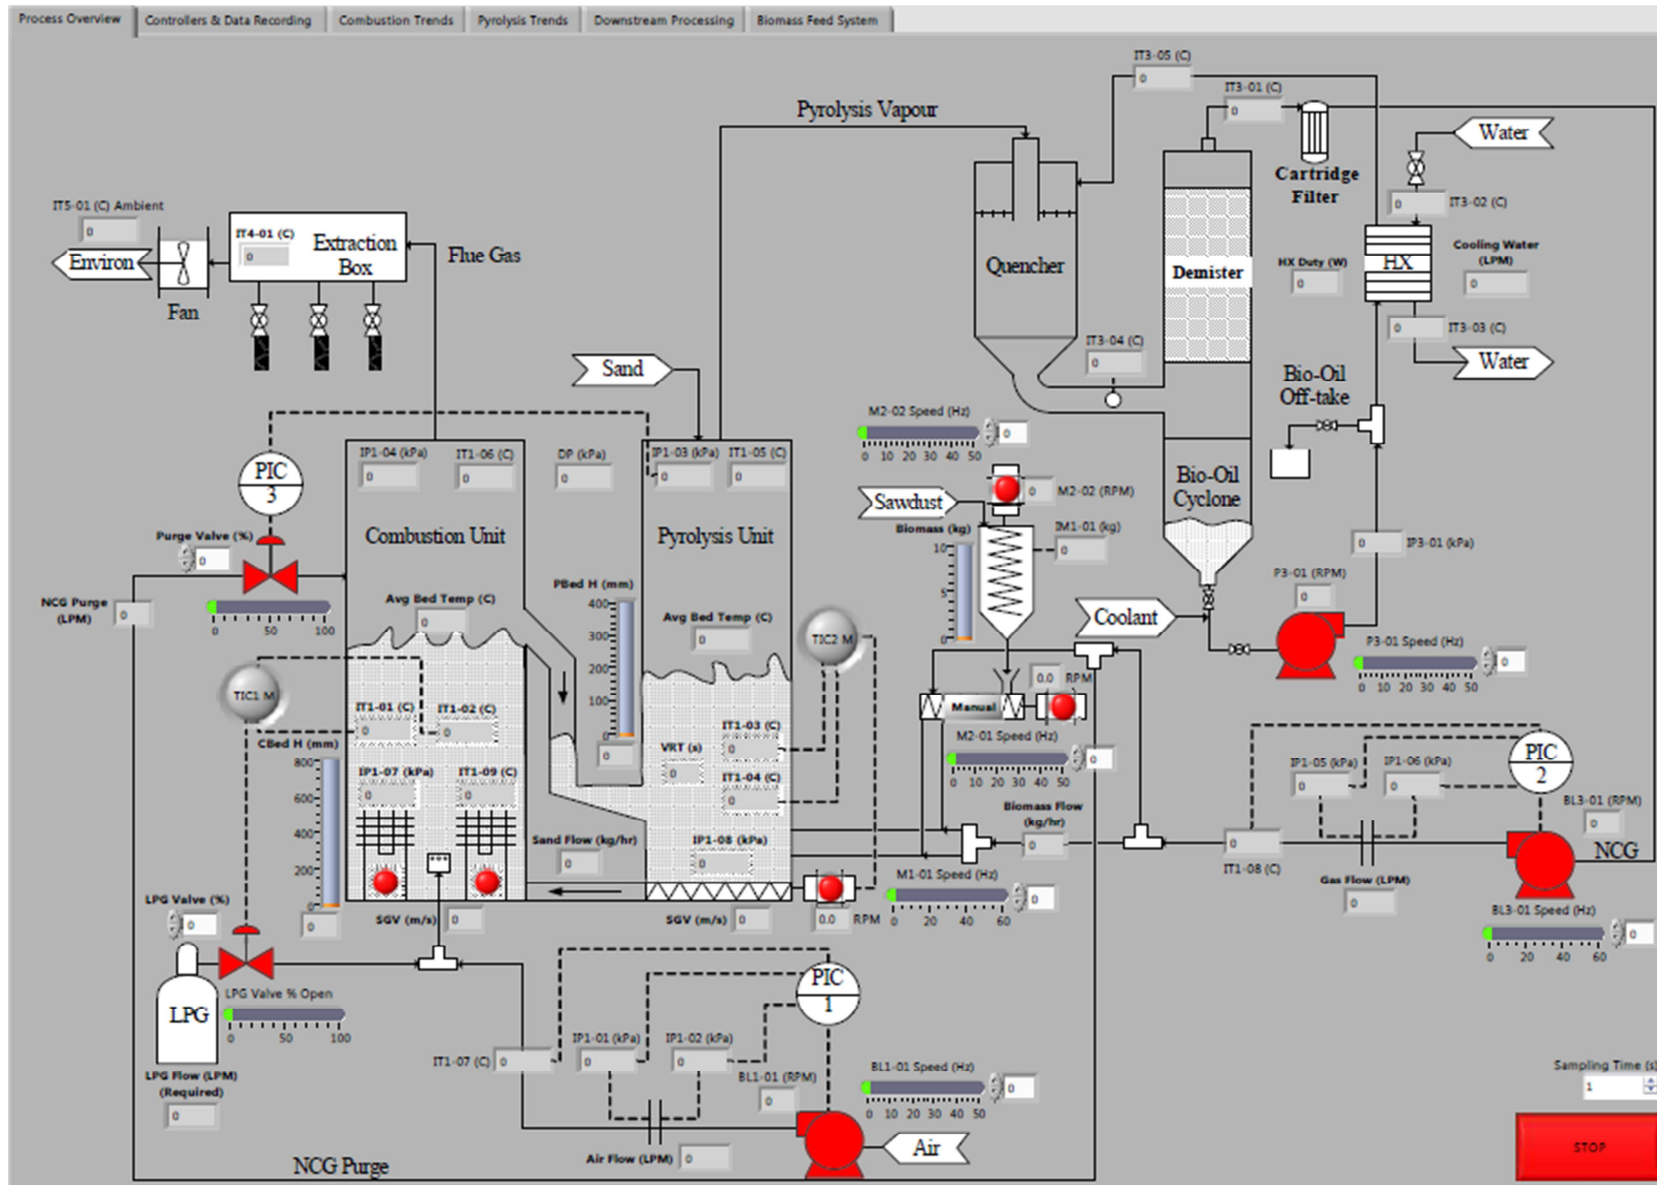 Process Overview
Controllers & Data Recording
Combustion Trends
Pyrolysis Trends
Downstream Processing
Biomass Feed System
IT3-05 (C)
0
IT3-01 (C)
0
Pyrolysis Vapour
Water
Cartridge
Filter
IT3-02 (C)
0
IT5-01 (C) Ambient
0
IT4-01 (C)
0
Extraction
Box
Flue Gas
Environ
Fan
Quencher
Demister
HX Duty (W)
0
HX
Cooling Water
(LPM)
0
IT3-03 (C)
0
IT3-04 (C)
0
Water
Sand
Bio-Oil
Off-take
M2-02 Speed (Hz)
0
0 10 20 30 40 50
PIC
3
IP1-04 (kPa)
0
IT1-06 (C)
0
DP (kPa)
0
IP1-03 (kPa)
0
IT1-05 (C)
0
Sawdust
0
M2-02 (RPM)
Bio-Oil
Cyclone
Biomass (kg)
10
5
0
IM1-01 (kg)
0
Combustion Unit
Pyrolysis Unit
Purge Valve (%)
0
0
IP3-01 (kPa)
P3-01 (RPM)
0
PBed H (mm)
400
300
200
100
0
0
NCG Purge
(LPM)
0
0 50 100
Avg Bed Temp (C)
0
Avg Bed Temp (C)
0
TIC2 M
Coolant
P3-01 Speed (Hz)
0
0 10 20 30 40 50
TIC1 M
0.0
RPM
Manual
IT1-01 (C)
0
IT1-02 (C)
0
IT1-03 (C)
0
VRT (s)
0
IT1-04 (C)
0
M2-01 Speed (Hz)
0
0 10 20 30 40 50
CBed H (mm)
800
600
400
200
0
0
IP1-07 (kPa)
0
IT1-09 (C)
0
IP1-05 (kPa)
0
IP1-06 (kPa)
0
PIC
2
BL3-01 (RPM)
0
NCG
Sand Flow (kg/hr)
0
IP1-08 (kPa)
0
Biomass Flow
(kg/hr)
0
0
IT1-08 (C)
Gas Flow (LPM)
0
M1-01 Speed (Hz)
0
0 20 40 60
LPG Valve (%)
0
SGV (m/s)
0
SGV (m/s)
0
0.0
RPM
BL3-01 Speed (Hz)
0
0 20 40 60
LPG
LPG Valve % Open
0 50 100
PIC
1
IT1-07 (C)
0
IP1-01 (kPa)
0
IP1-02 (kPa)
0
BL1-01 (RPM)
0
BL1-01 Speed (Hz)
0
0 10 20 30 40 50
LPG Flow (LPM)
(Required)
0
Sampling Time (s)
1
STOP
Air
Air Flow (LPM)
0
NCG Purge